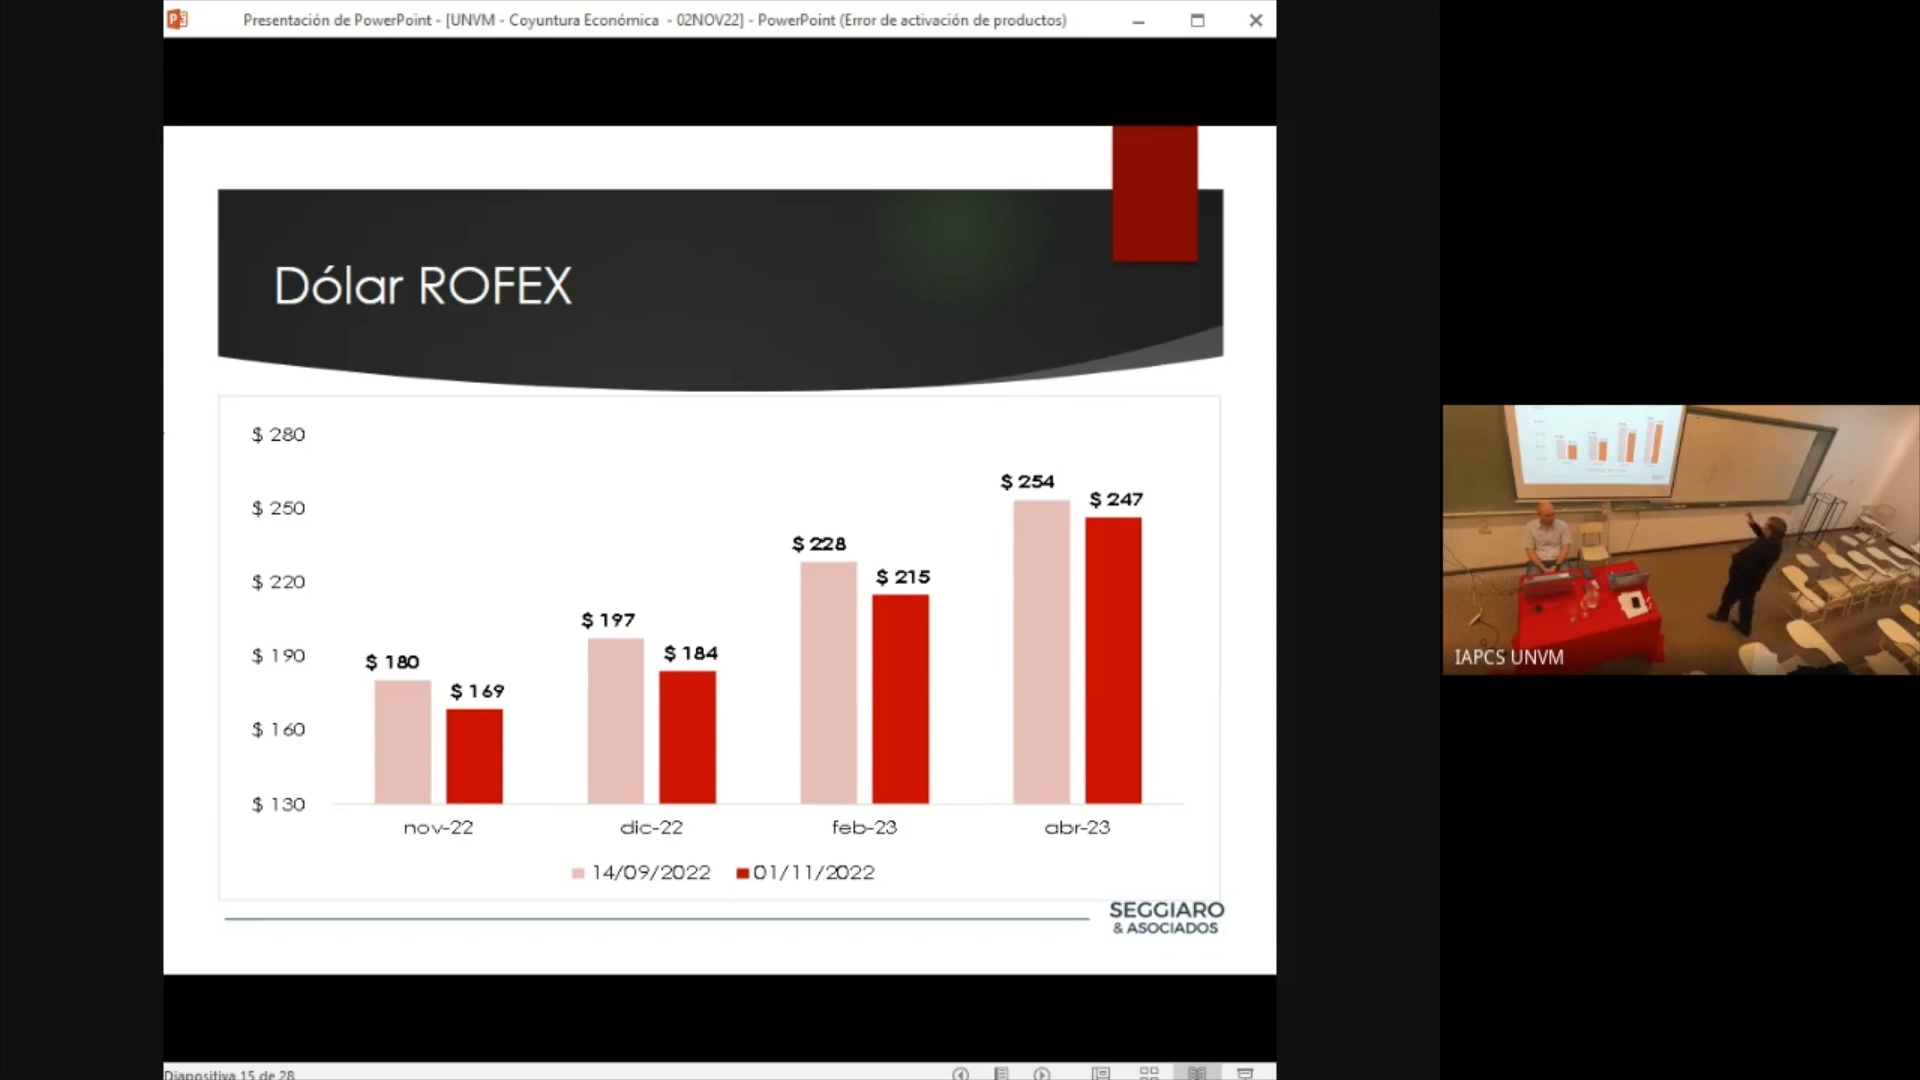 Presentación de PowerPoint - [UNVM - Coyuntura Económica - 02NOV22] - PowerPoint (Error de activación de productos)
Dólar ROFEX
$ 280
$ 250
$ 220
$ 190
$ 160
$ 130
$ 180
$ 169
$ 197
$ 184
$ 228
$ 215
$ 254
$ 247
nov-22
dic-22
feb-23
abr-23
14/09/2022
01/11/2022
SEGGIARO
& ASOCIADOS
IAPCS UNVM
Diapositiva 15 de 28